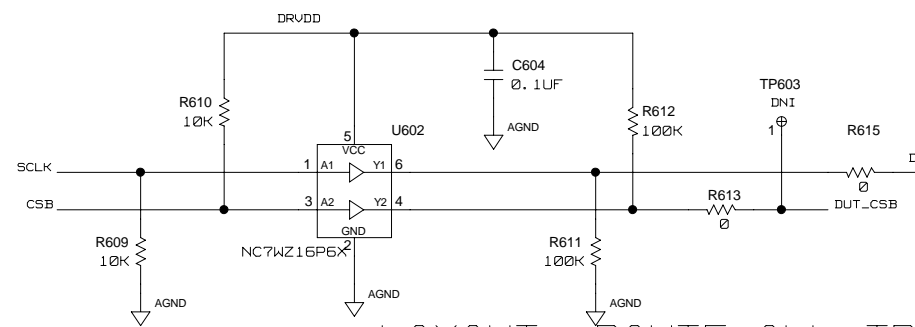 DRVDD
C604
0.1UF
TP603
DNI
1
R610
10K
R612
100K
AGND
U602
5
VCC
R615
SCLK
1 A1 Y1 6
0
D
R613
CSB
3 A2 Y2 4
0
DUT_CSB
GND
2
R609
10K
NC7WZ16P6X
R611
100K
AGND
AGND
AGND